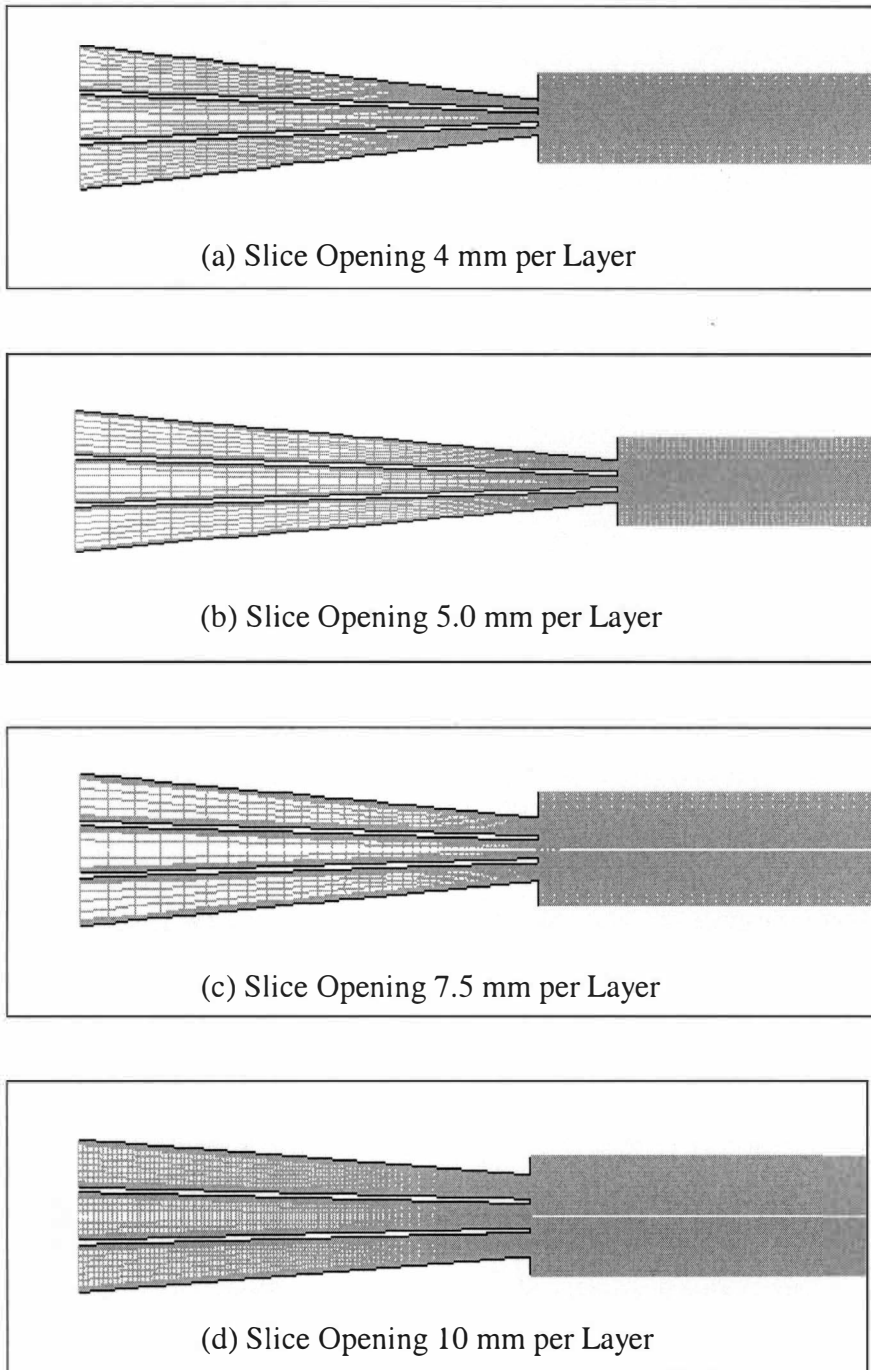 (a) Slice Opening 4 mm per Layer
(b) Slice Opening 5.0 mm per Layer
(c) Slice Opening 7.5 mm per Layer
(d) Slice Opening 10 mm per Layer